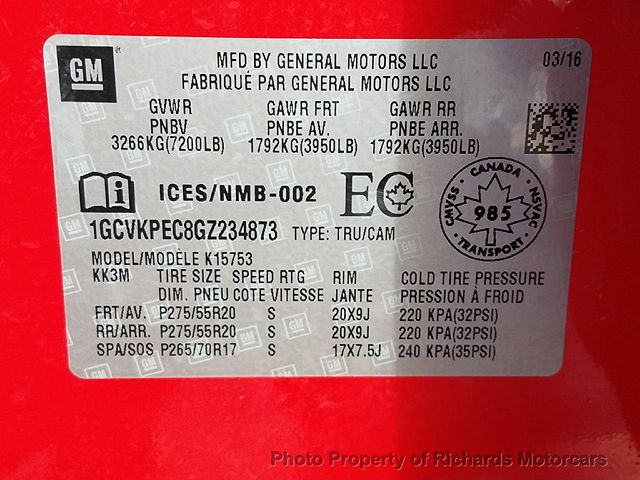 GM
MFD BY GENERAL MOTORS LLC 03/16
FABRIQUÉ PAR GENERAL MOTORS LLC
GVWR GAWR FRT GAWR RR
PNBV PNBE AV. PNBE ARR.
3266KG(7200LB) 1792KG(3950LB) 1792KG(3950LB)
ICES/NMB-002 EC
CANADA
CMVSS 985 NSVAC
TRANSPORT
1GCVKPEC8GZ234873 TYPE: TRU/CAM
MODEL/MODÈLE K15753
KK3M TIRE SIZE SPEED RTG RIM COLD TIRE PRESSURE
DIM. PNEU COTE VITESSE JANTE PRESSION À FROID
FRT/AV. P275/55R20 S 20X9J 220 KPA(32PSI)
RR/ARR. P275/55R20 S 20X9J 220 KPA(32PSI)
SPA/SOS P265/70R17 S 17X7.5J 240 KPA(35PSI)
Photo Property of Richards Motorcars